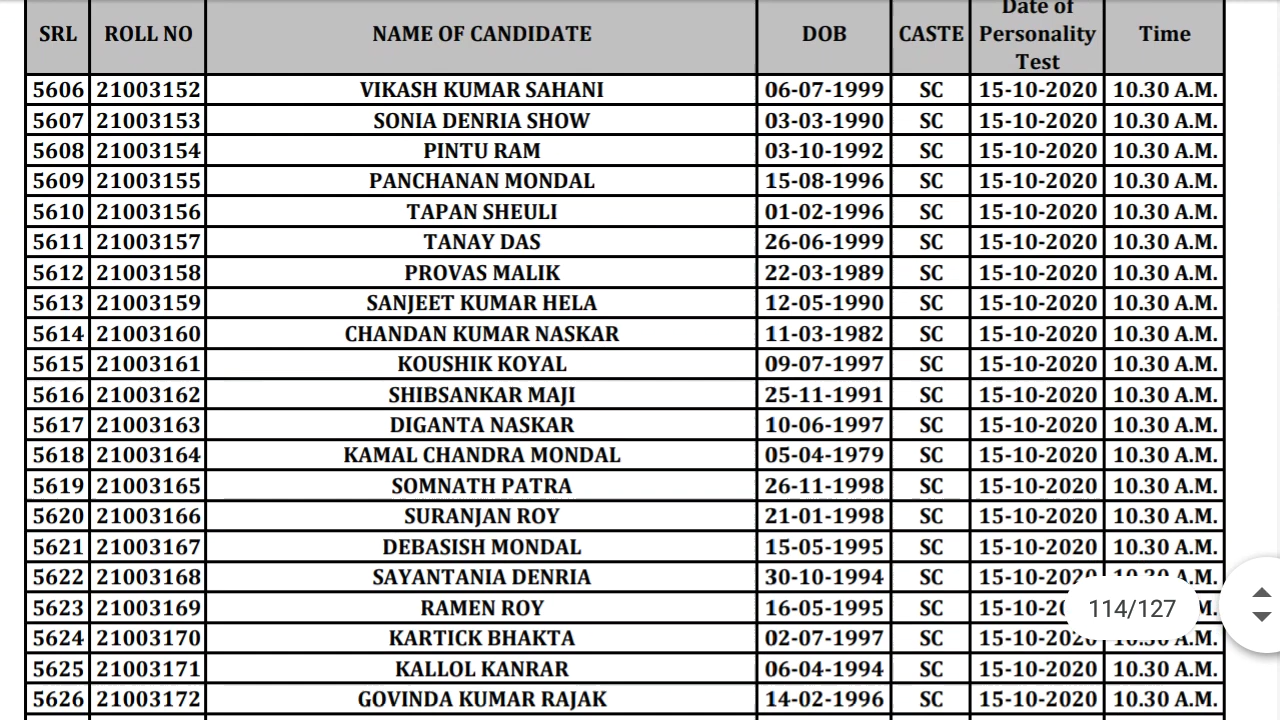 SRL ROLL NO NAME OF CANDIDATE DOB CASTE Date of Personality Test Time
5606 21003152 VIKASH KUMAR SAHANI 06-07-1999 SC 15-10-2020 10.30 A.M.
5607 21003153 SONIA DENRIA SHOW 03-03-1990 SC 15-10-2020 10.30 A.M.
5608 21003154 PINTU RAM 03-10-1992 SC 15-10-2020 10.30 A.M.
5609 21003155 PANCHANAN MONDAL 15-08-1996 SC 15-10-2020 10.30 A.M.
5610 21003156 TAPAN SHEULI 01-02-1996 SC 15-10-2020 10.30 A.M.
5611 21003157 TANAY DAS 26-06-1999 SC 15-10-2020 10.30 A.M.
5612 21003158 PROVAS MALIK 22-03-1989 SC 15-10-2020 10.30 A.M.
5613 21003159 SANJEET KUMAR HELA 12-05-1990 SC 15-10-2020 10.30 A.M.
5614 21003160 CHANDAN KUMAR NASKAR 11-03-1982 SC 15-10-2020 10.30 A.M.
5615 21003161 KOUSHIK KOYAL 09-07-1997 SC 15-10-2020 10.30 A.M.
5616 21003162 SHIBSANKAR MAJI 25-11-1991 SC 15-10-2020 10.30 A.M.
5617 21003163 DIGANTA NASKAR 10-06-1997 SC 15-10-2020 10.30 A.M.
5618 21003164 KAMAL CHANDRA MONDAL 05-04-1979 SC 15-10-2020 10.30 A.M.
5619 21003165 SOMNATH PATRA 26-11-1998 SC 15-10-2020 10.30 A.M.
5620 21003166 SURANJAN ROY 21-01-1998 SC 15-10-2020 10.30 A.M.
5621 21003167 DEBASISH MONDAL 15-05-1995 SC 15-10-2020 10.30 A.M.
5622 21003168 SAYANTANIA DENRIA 30-10-1994 SC 15-10-2020 10.30 A.M.
5623 21003169 RAMEN ROY 16-05-1995 SC 15-10-20 114/127 M.
5624 21003170 KARTICK BHAKTA 02-07-1997 SC 15-10-2020 10.30 A.M.
5625 21003171 KALLOL KANRAR 06-04-1994 SC 15-10-2020 10.30 A.M.
5626 21003172 GOVINDA KUMAR RAJAK 14-02-1996 SC 15-10-2020 10.30 A.M.